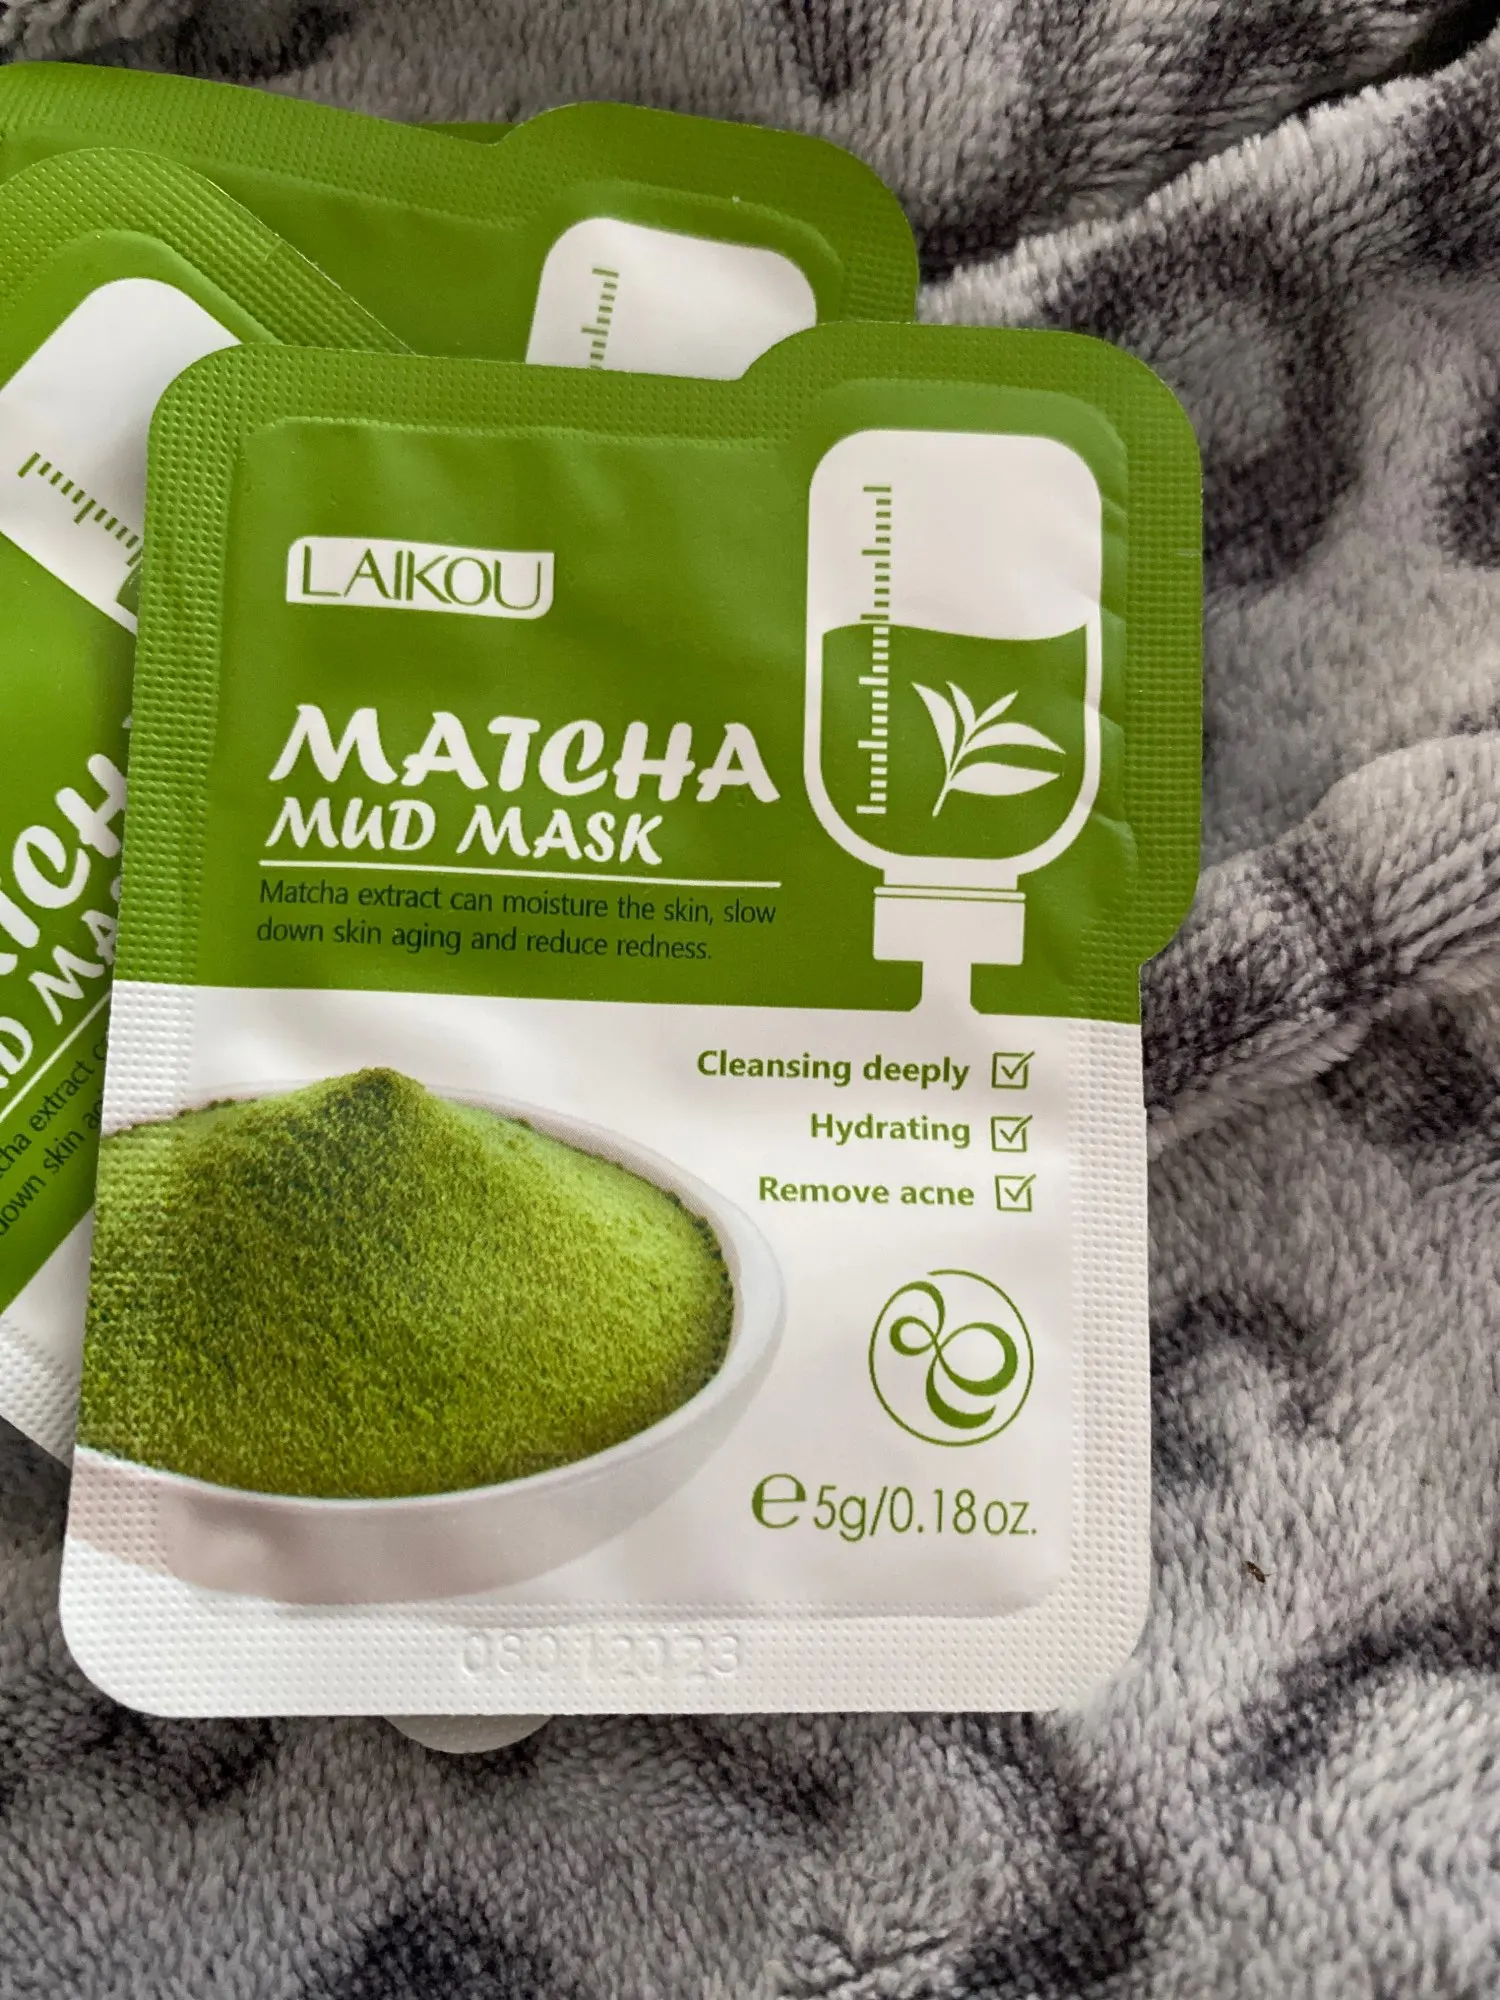 LAIKOU
MATCHA
MUD MASK
Matcha extract can moisture the skin, slow
down skin aging and reduce redness.
Cleansing deeply
Hydrating
Remove acne
e5g/0.18oz.
08012023